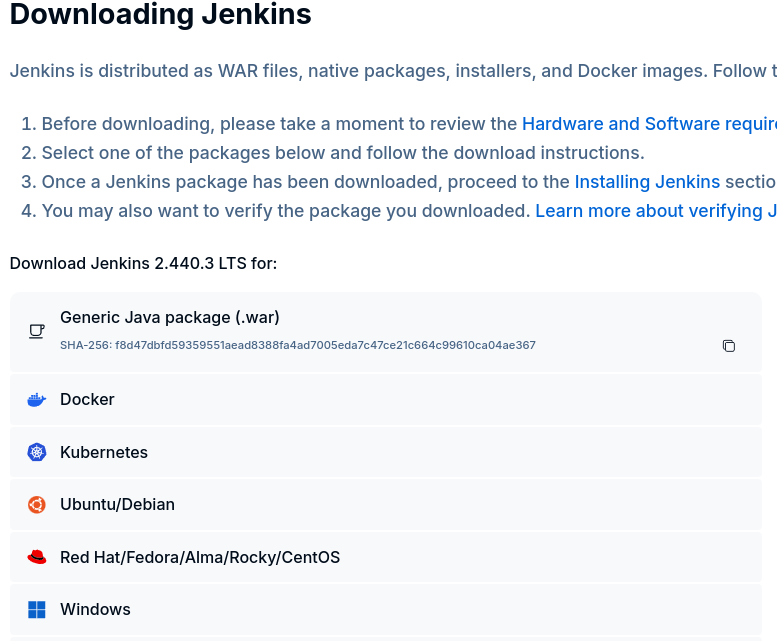 Downloading Jenkins
Jenkins is distributed as WAR files, native packages, installers, and Docker images. Follow t
1. Before downloading, please take a moment to review the Hardware and Software require
2. Select one of the packages below and follow the download instructions.
3. Once a Jenkins package has been downloaded, proceed to the Installing Jenkins sectio
4. You may also want to verify the package you downloaded. Learn more about verifying J
Download Jenkins 2.440.3 LTS for:
Generic Java package (.war)
SHA-256: f8d47dbfd59359551aead8388fa4ad7005eda7c47ce21c664c99610ca04ae367
Docker
Kubernetes
Ubuntu/Debian
Red Hat/Fedora/Alma/Rocky/CentOS
Windows